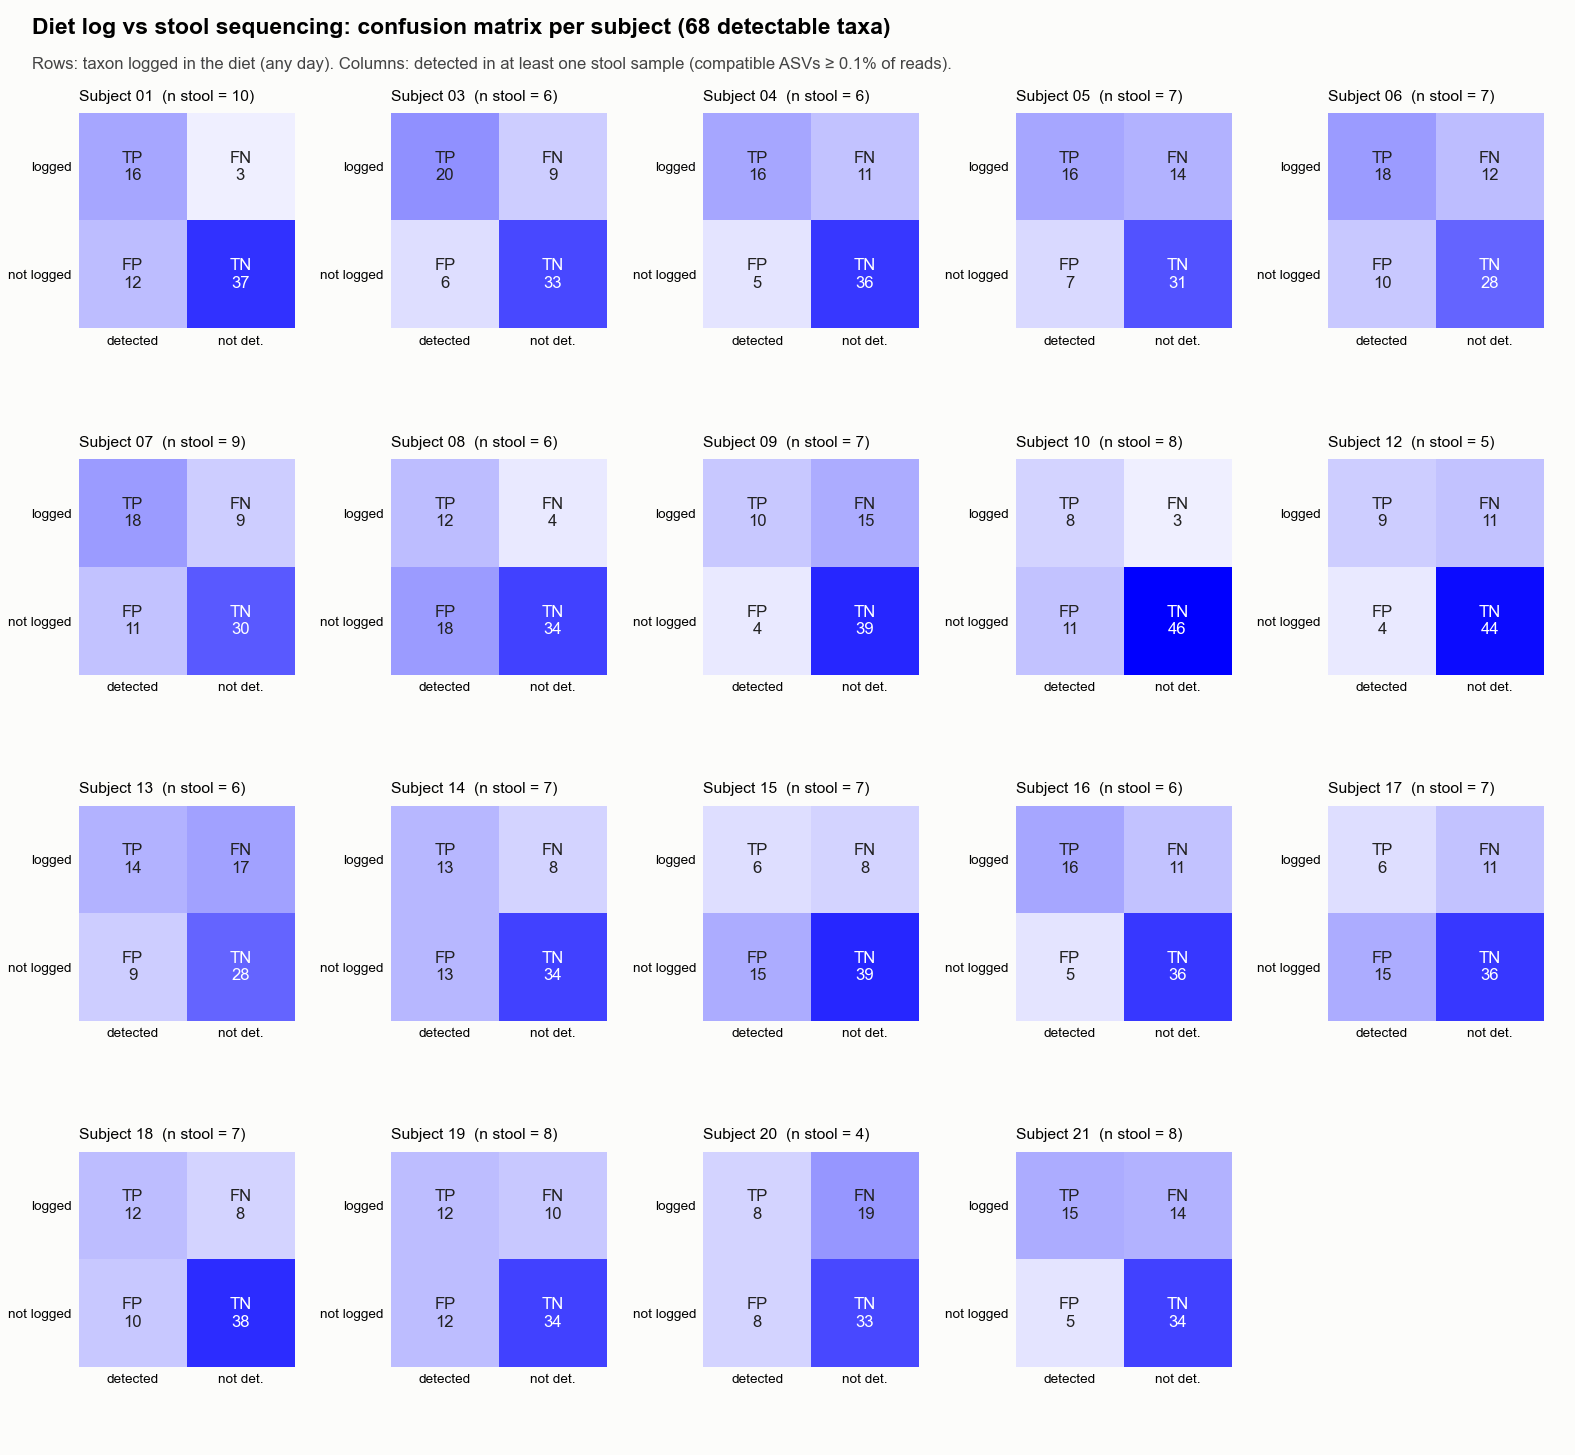 Diet log vs stool sequencing: confusion matrix per subject (68 detectable taxa)
Rows: taxon logged in the diet (any day). Columns: detected in at least one stool sample (compatible ASVs ≥ 0.1% of reads).
Subject 01 (n stool = 10)
logged
TP
16
FN
3
not logged
FP
12
TN
37
detected
not det.
Subject 03 (n stool = 6)
logged
TP
20
FN
9
not logged
FP
6
TN
33
detected
not det.
Subject 04 (n stool = 6)
logged
TP
16
FN
11
not logged
FP
5
TN
36
detected
not det.
Subject 05 (n stool = 7)
logged
TP
16
FN
14
not logged
FP
7
TN
31
detected
not det.
Subject 06 (n stool = 7)
logged
TP
18
FN
12
not logged
FP
10
TN
28
detected
not det.
Subject 07 (n stool = 9)
logged
TP
18
FN
9
not logged
FP
11
TN
30
detected
not det.
Subject 08 (n stool = 6)
logged
TP
12
FN
4
not logged
FP
18
TN
34
detected
not det.
Subject 09 (n stool = 7)
logged
TP
10
FN
15
not logged
FP
4
TN
39
detected
not det.
Subject 10 (n stool = 8)
logged
TP
8
FN
3
not logged
FP
11
TN
46
detected
not det.
Subject 12 (n stool = 5)
logged
TP
9
FN
11
not logged
FP
4
TN
44
detected
not det.
Subject 13 (n stool = 6)
logged
TP
14
FN
17
not logged
FP
9
TN
28
detected
not det.
Subject 14 (n stool = 7)
logged
TP
13
FN
8
not logged
FP
13
TN
34
detected
not det.
Subject 15 (n stool = 7)
logged
TP
6
FN
8
not logged
FP
15
TN
39
detected
not det.
Subject 16 (n stool = 6)
logged
TP
16
FN
11
not logged
FP
5
TN
36
detected
not det.
Subject 17 (n stool = 7)
logged
TP
6
FN
11
not logged
FP
15
TN
36
detected
not det.
Subject 18 (n stool = 7)
logged
TP
12
FN
8
not logged
FP
10
TN
38
detected
not det.
Subject 19 (n stool = 8)
logged
TP
12
FN
10
not logged
FP
12
TN
34
detected
not det.
Subject 20 (n stool = 4)
logged
TP
8
FN
19
not logged
FP
8
TN
33
detected
not det.
Subject 21 (n stool = 8)
logged
TP
15
FN
14
not logged
FP
5
TN
34
detected
not det.